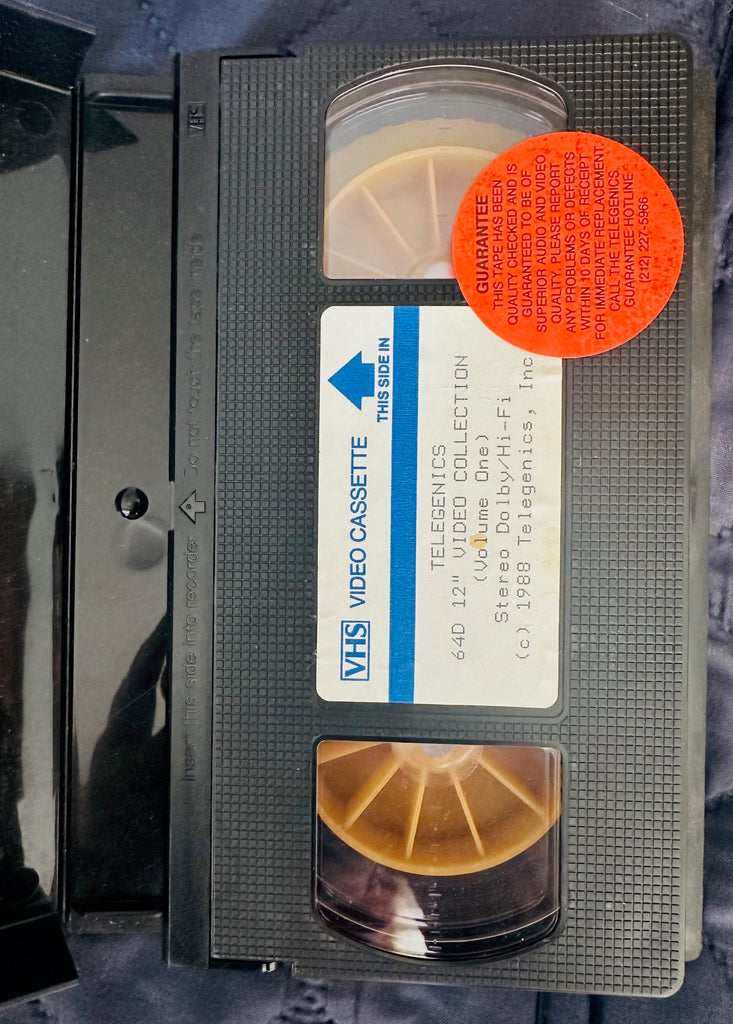 VHS VIDEO CASSETTE
THIS SIDE IN
TELEGENICS
64D 12" VIDEO COLLECTION
(Volume One)
Stereo Dolby/Hi-Fi
(c) 1988 Telegenics, Inc
GUARANTEE
THIS TAPE HAS BEEN
QUALITY CHECKED AND IS
GUARANTEED TO BE OF
SUPERIOR AUDIO AND VIDEO
QUALITY. PLEASE REPORT
ANY PROBLEMS OR DEFECTS
WITHIN 10 DAYS OF RECEIPT
FOR IMMEDIATE REPLACEMENT.
CALL THE TELEGENICS
GUARANTEE HOTLINE
(212) 227-5966
Insert this side into recorder Do not touch the tape inside
VHS